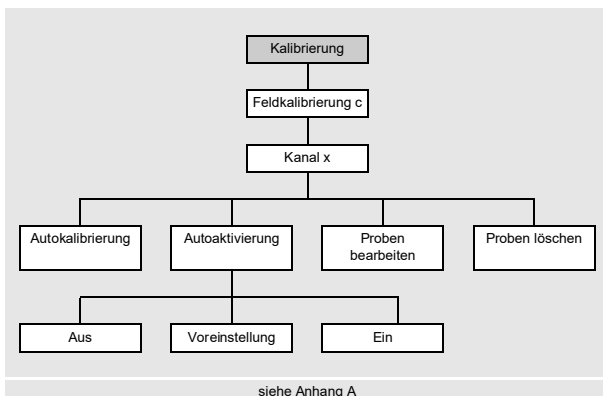 Kalibrierung
Feldkalibrierung c
Kanal x
Autokalibrierung
Autoaktivierung
Proben
bearbeiten
Proben löschen
Aus
Voreinstellung
Ein
siehe Anhang A